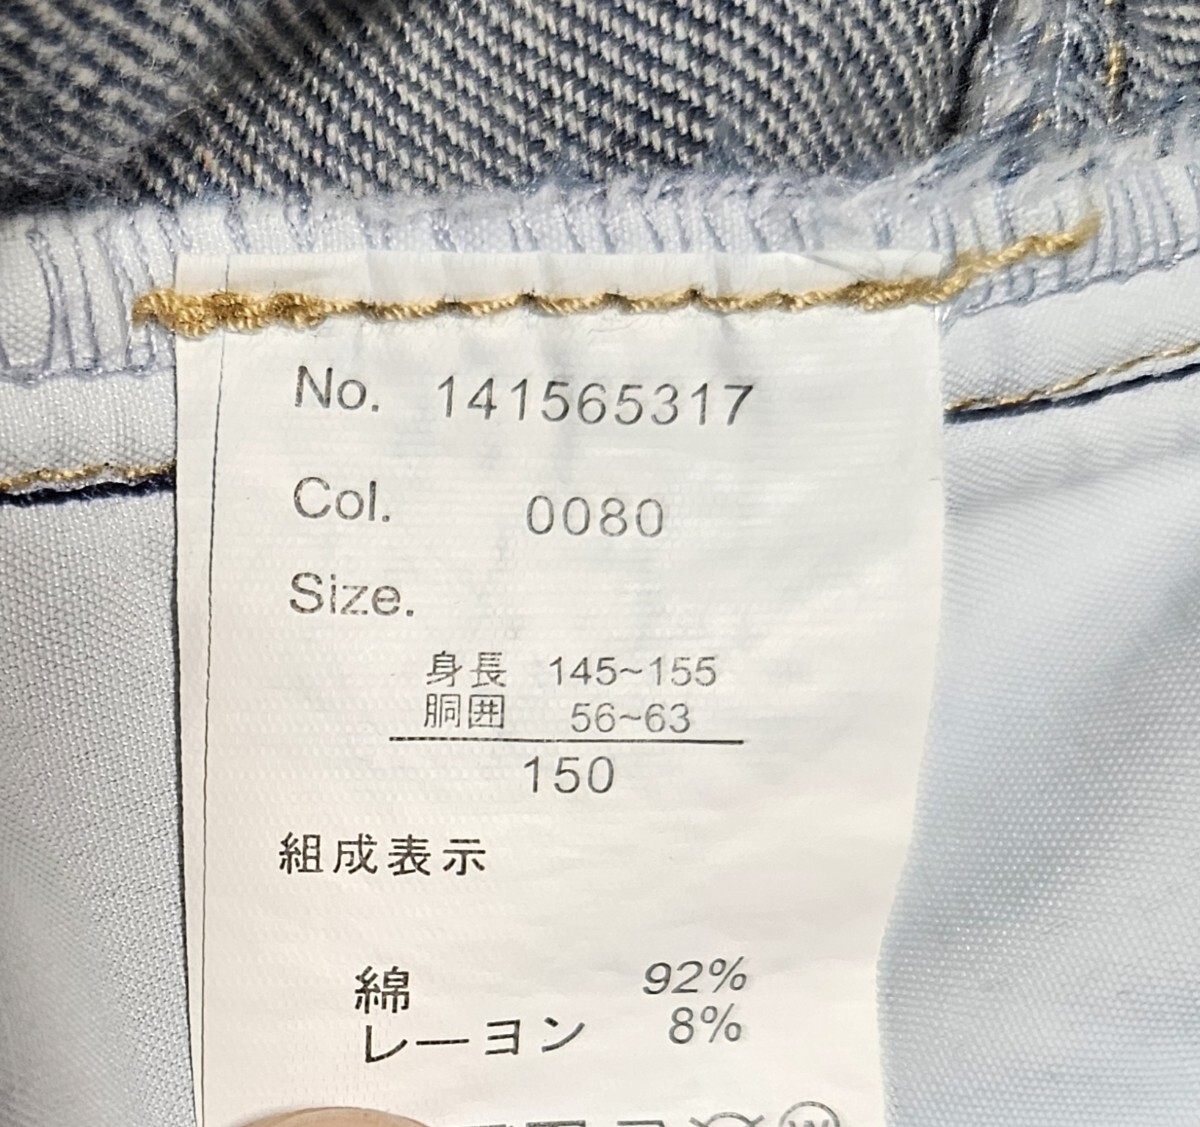 No. 141565317
Col. 0080
Size.
身長 145~155
胴囲 56~63
150
組成表示
綿 92%
レーヨン 8%